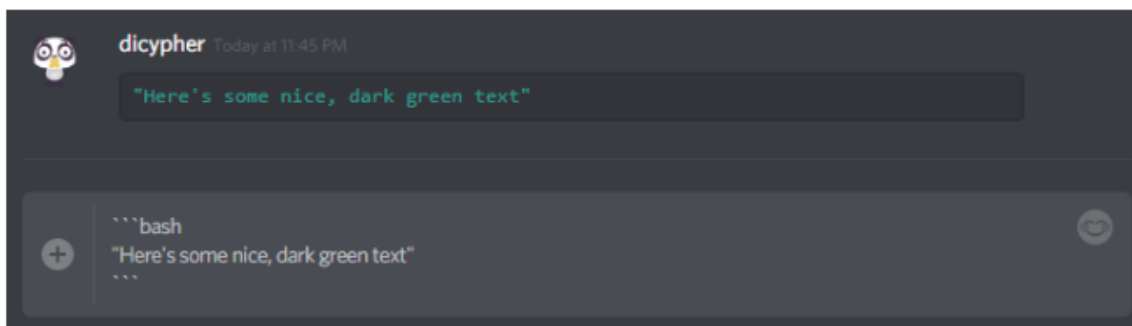 dicypher Today at 11:45 PM
"Here's some nice, dark green text"
```bash
"Here's some nice, dark green text"
```